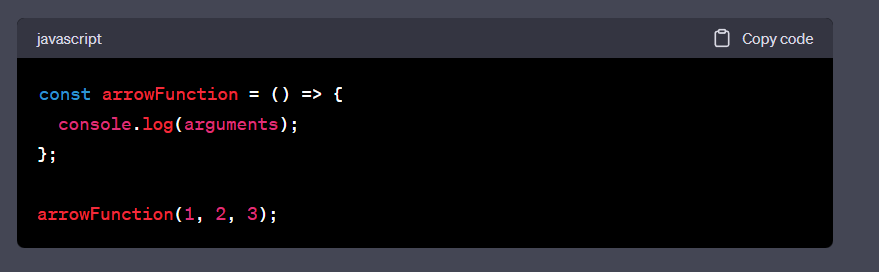 javascript
Copy code
const arrowFunction = () => {
  console.log(arguments);
};

arrowFunction(1, 2, 3);